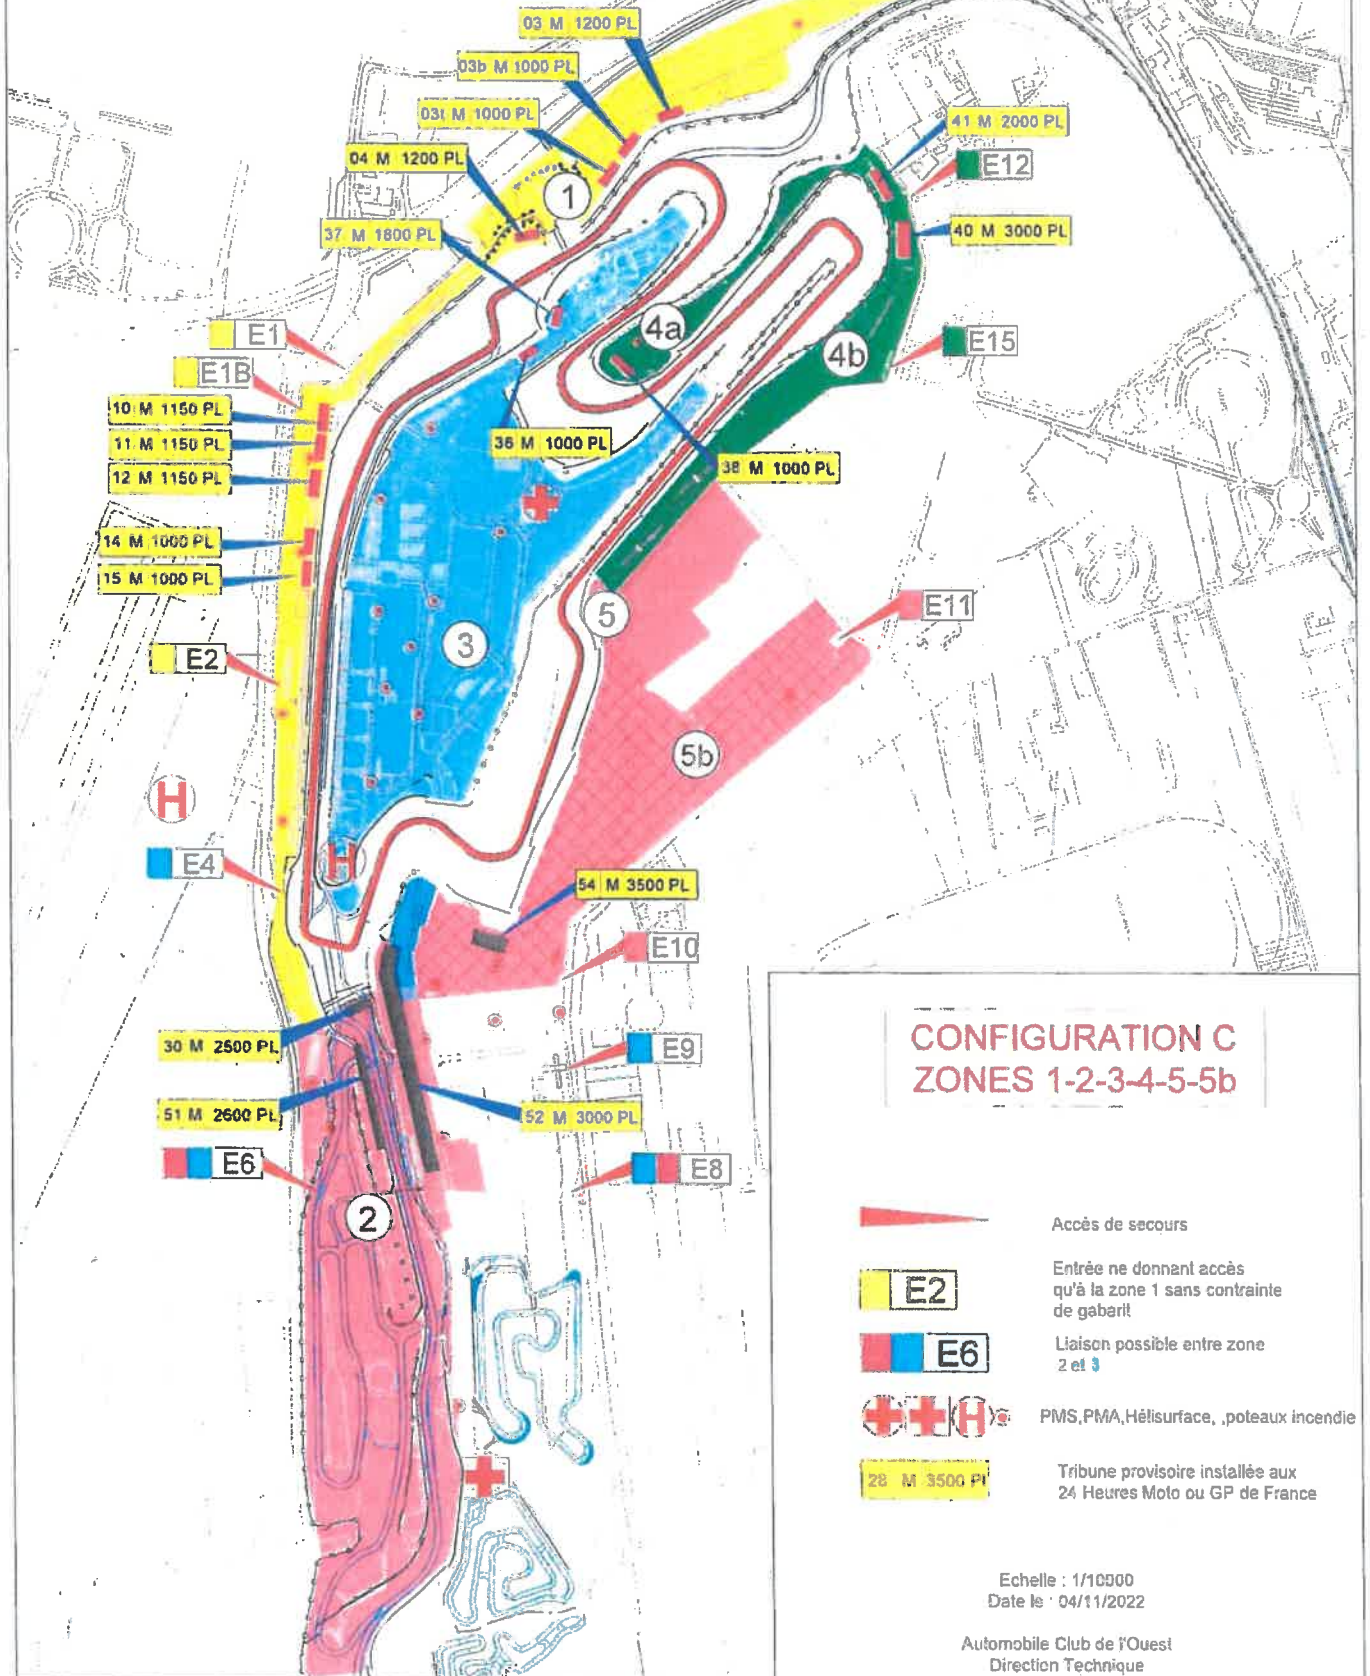 03 M 1200 PL
03b M 1000 PL
03t M 1000 PL
04 M 1200 PL
37 M 1800 PL
41 M 2000 PL
E12
40 M 3000 PL
1
4a
4b
E15
E1
E1B
10 M 1150 PL
11 M 1150 PL
12 M 1150 PL
36 M 1000 PL
38 M 1000 PL
14 M 1000 PL
15 M 1000 PL
E2
3
5
E11
5b
H
E4
H
54 M 3500 PL
E10
30 M 2500 PL
E9
51 M 2600 PL
52 M 3000 PL
E6
E8
2
CONFIGURATION C
ZONES 1-2-3-4-5-5b
Accès de secours
E2
Entrée ne donnant accès
qu'à la zone 1 sans contrainte
de gabarit
E6
Liaison possible entre zone
2 et 3
H
PMS,PMA,Hélisurface, ,poteaux incendie
28 M 3500 Pl
Tribune provisoire installée aux
24 Heures Moto ou GP de France
Echelle : 1/10000
Date le : 04/11/2022
Automobile Club de l'Ouest
Direction Technique